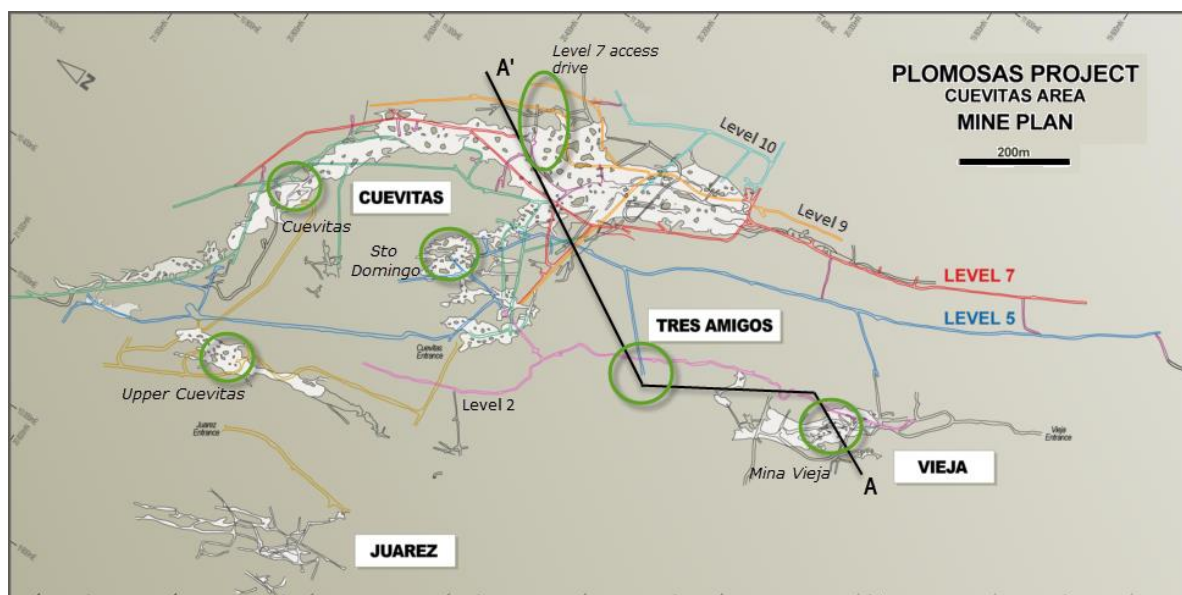 PLOMOSAS PROJECT
CUEVITAS AREA
MINE PLAN
200m
N
A'
Level 7 access
drive
Level 10
CUEVITAS
Cuevitas
Sto
Domingo
Level 9
LEVEL 7
LEVEL 5
TRES AMIGOS
Cuevitas
Entrance
Upper Cuevitas
Level 2
Juarez
Entrance
Vieja
Entrance
Mina Vieja
VIEJA
A
JUAREZ